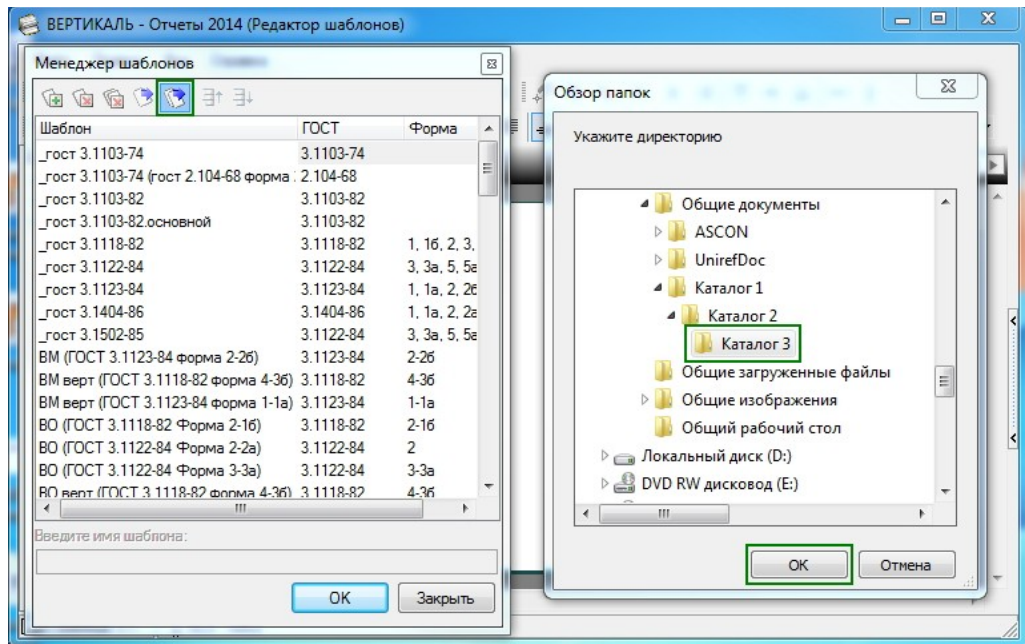 ВЕРТИКАЛЬ - Отчеты 2014 (Редактор шаблонов)
Менеджер шаблонов
Шаблон ГОСТ Форма
_гост 3.1103-74 3.1103-74
_гост 3.1103-74 (гост 2.104-68 форма 2.104-68
_гост 3.1103-82 3.1103-82
_гост 3.1103-82.основной 3.1103-82
_гост 3.1118-82 3.1118-82 1, 1б, 2, 3,
_гост 3.1122-84 3.1122-84 3, 3а, 5, 5а
_гост 3.1123-84 3.1123-84 1, 1а, 2, 2б
_гост 3.1404-86 3.1404-86 1, 1а, 2, 2а
_гост 3.1502-85 3.1122-84 3, 3а, 5, 5а
ВМ (ГОСТ 3.1123-84 форма 2-2б) 3.1123-84 2-2б
ВМ верт (ГОСТ 3.1118-82 форма 4-3б) 3.1118-82 4-3б
ВМ верт (ГОСТ 3.1123-84 форма 1-1а) 3.1123-84 1-1а
ВО (ГОСТ 3.1118-82 Форма 2-1б) 3.1118-82 2-1б
ВО (ГОСТ 3.1122-84 Форма 2-2а) 3.1122-84 2
ВО (ГОСТ 3.1122-84 Форма 3-3а) 3.1122-84 3-3а
ВО верт (ГОСТ 3.1118-82 форма 4-3б) 3.1118-82 4-3б
Введите имя шаблона:
ОК Закрыть
Обзор папок
Укажите директорию
Общие документы
ASCON
UnirefDoc
Каталог 1
Каталог 2
Каталог 3
Общие загруженные файлы
Общие изображения
Общий рабочий стол
Локальный диск (D:)
DVD RW дисковод (E:)
ОК Отмена